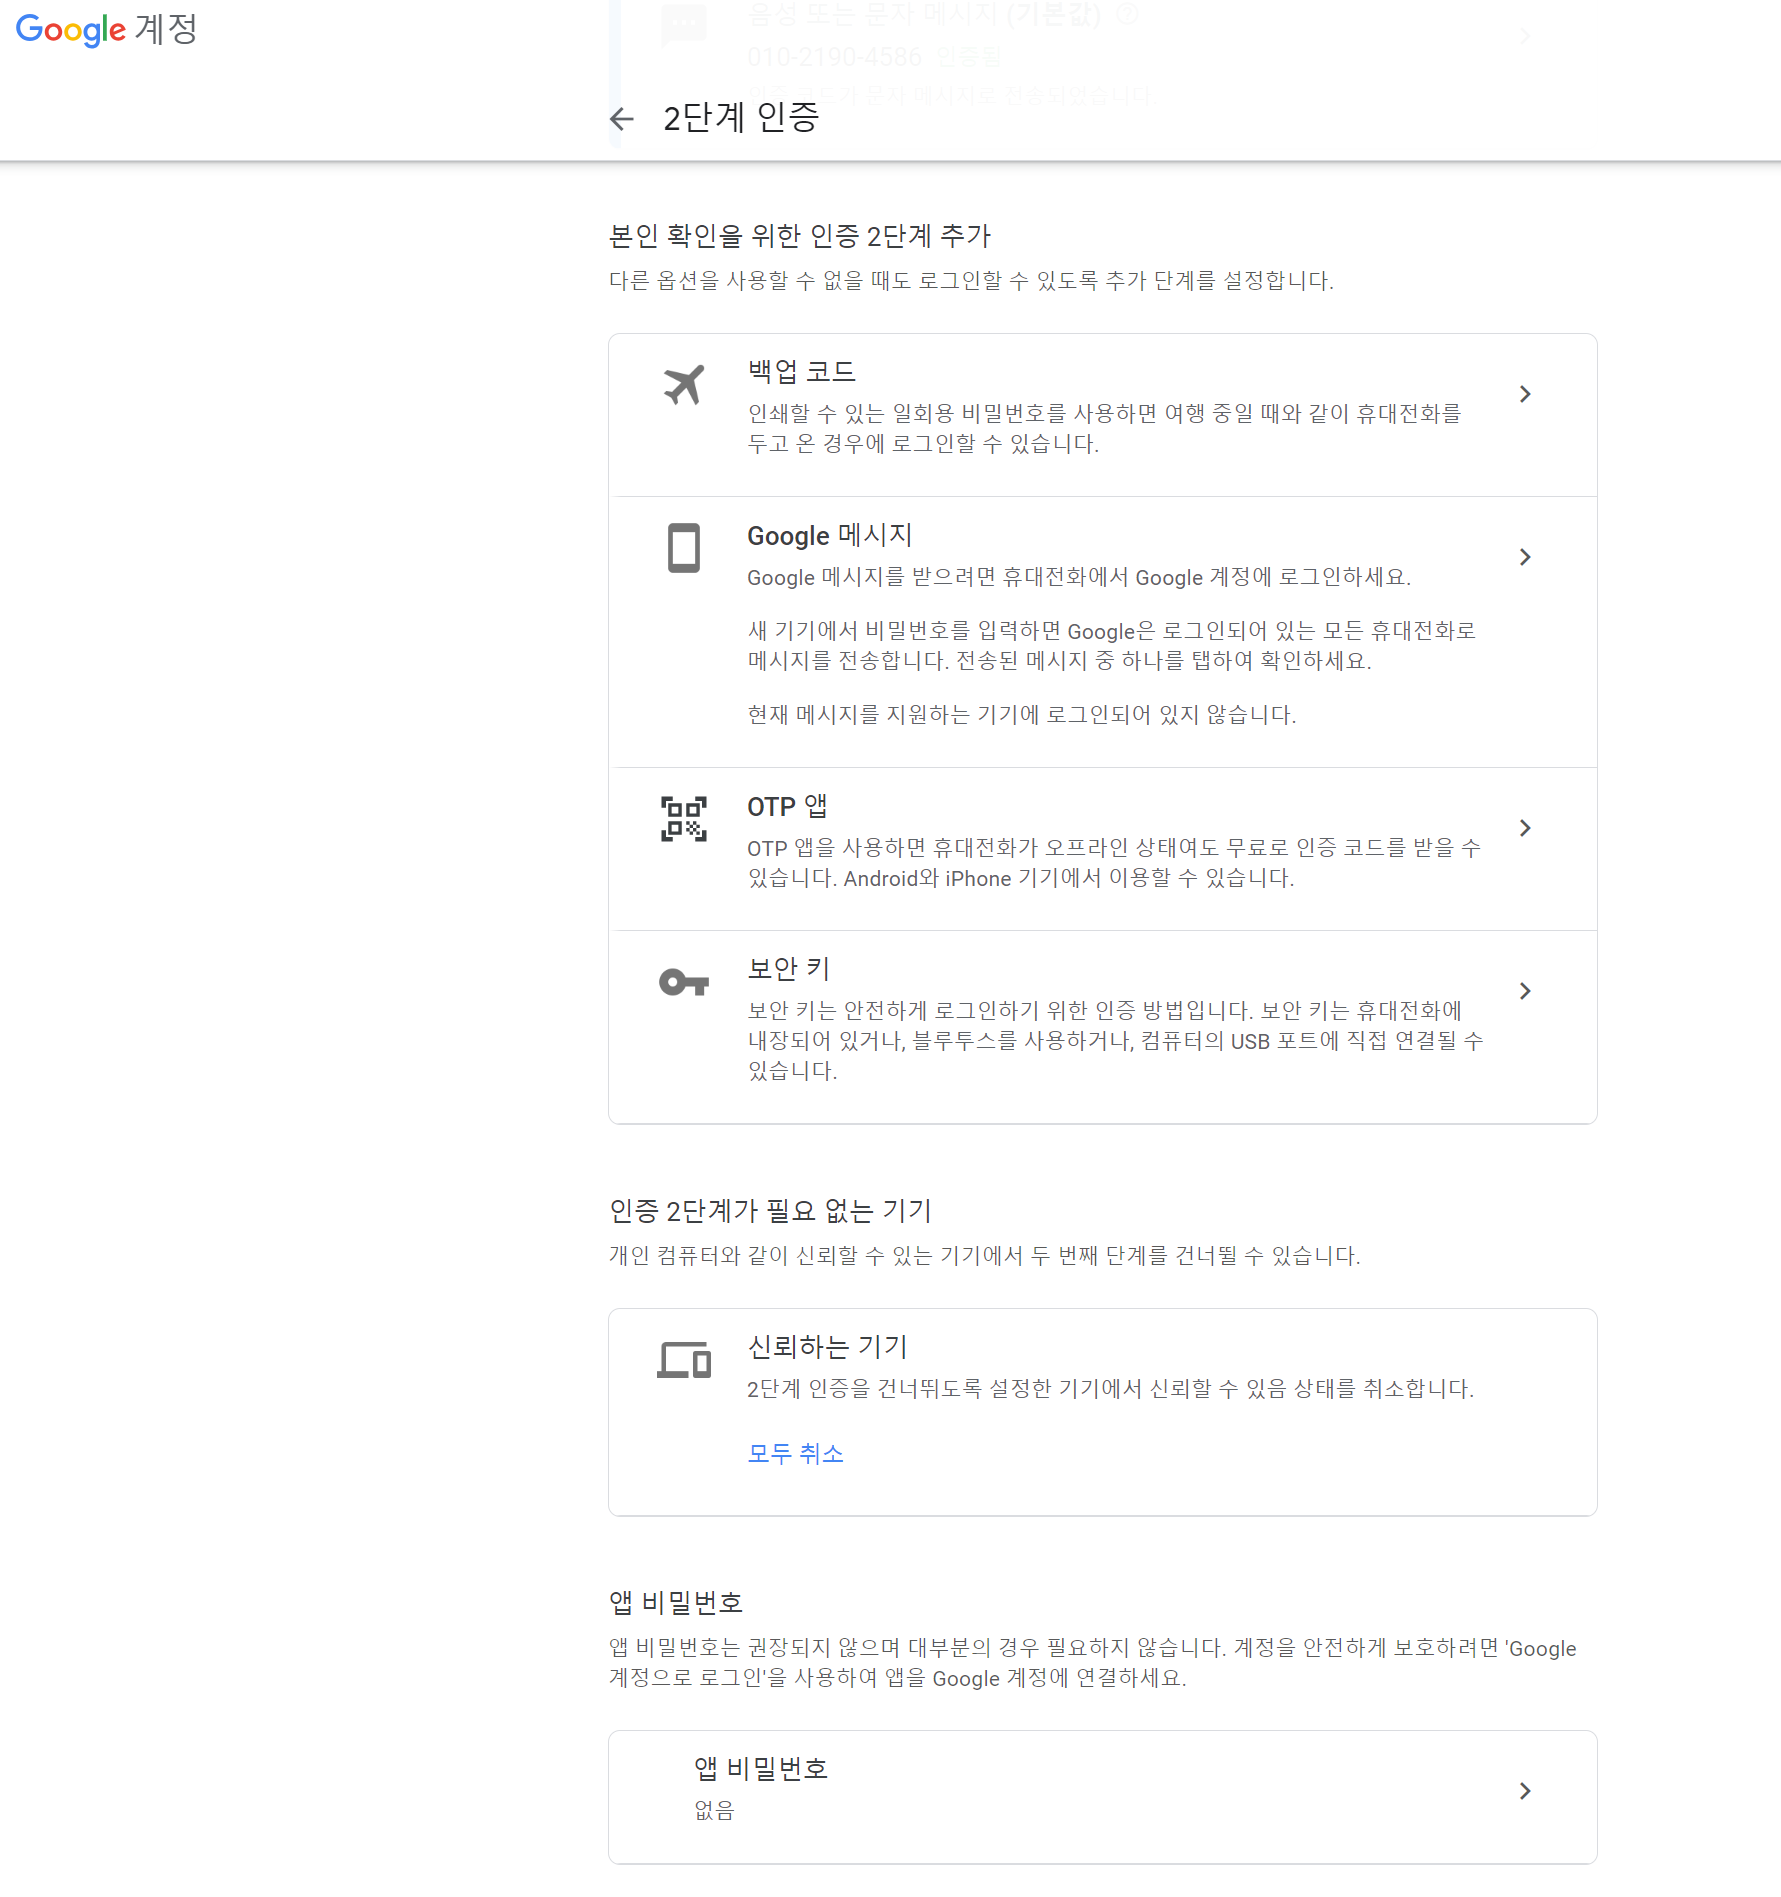 Google 계정
음성 또는 문자 메시지 (기본값)
010-2190-4586 인증됨
인증 코드가 문자 메시지로 전송되었습니다.
2단계 인증
본인 확인을 위한 인증 2단계 추가
다른 옵션을 사용할 수 없을 때도 로그인할 수 있도록 추가 단계를 설정합니다.
백업 코드
인쇄할 수 있는 일회용 비밀번호를 사용하면 여행 중일 때와 같이 휴대전화를
두고 온 경우에 로그인할 수 있습니다.
Google 메시지
Google 메시지를 받으려면 휴대전화에서 Google 계정에 로그인하세요.
새 기기에서 비밀번호를 입력하면 Google은 로그인되어 있는 모든 휴대전화로
메시지를 전송합니다. 전송된 메시지 중 하나를 탭하여 확인하세요.
현재 메시지를 지원하는 기기에 로그인되어 있지 않습니다.
OTP 앱
OTP 앱을 사용하면 휴대전화가 오프라인 상태여도 무료로 인증 코드를 받을 수
있습니다. Android와 iPhone 기기에서 이용할 수 있습니다.
보안 키
보안 키는 안전하게 로그인하기 위한 인증 방법입니다. 보안 키는 휴대전화에
내장되어 있거나, 블루투스를 사용하거나, 컴퓨터의 USB 포트에 직접 연결될 수
있습니다.
인증 2단계가 필요 없는 기기
개인 컴퓨터와 같이 신뢰할 수 있는 기기에서 두 번째 단계를 건너뛸 수 있습니다.
신뢰하는 기기
2단계 인증을 건너뛰도록 설정한 기기에서 신뢰할 수 있음 상태를 취소합니다.
모두 취소
앱 비밀번호
앱 비밀번호는 권장되지 않으며 대부분의 경우 필요하지 않습니다. 계정을 안전하게 보호하려면 'Google
계정으로 로그인'을 사용하여 앱을 Google 계정에 연결하세요.
앱 비밀번호
없음